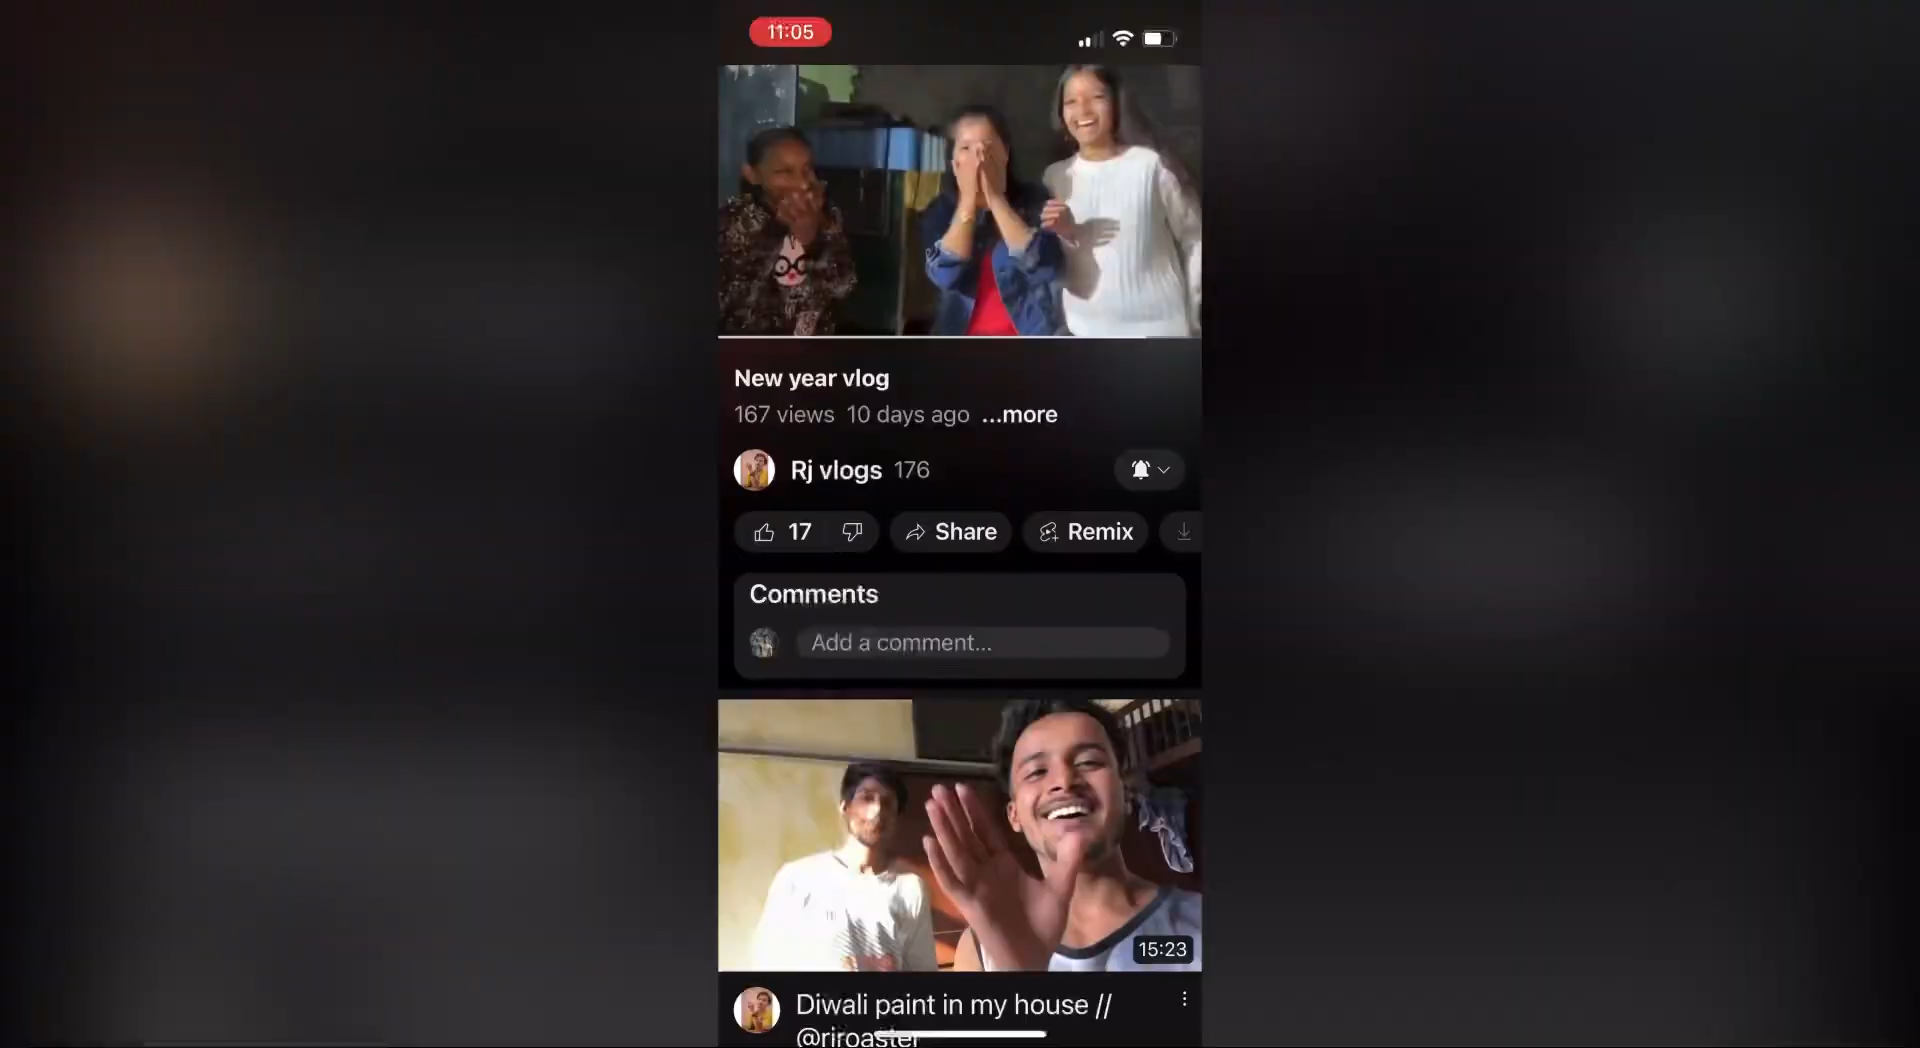 11:05
New year vlog
167 views 10 days ago ...more
Rj vlogs 176
17 Share Remix
Comments
Add a comment...
15:23
Diwali paint in my house //
@rjroaster